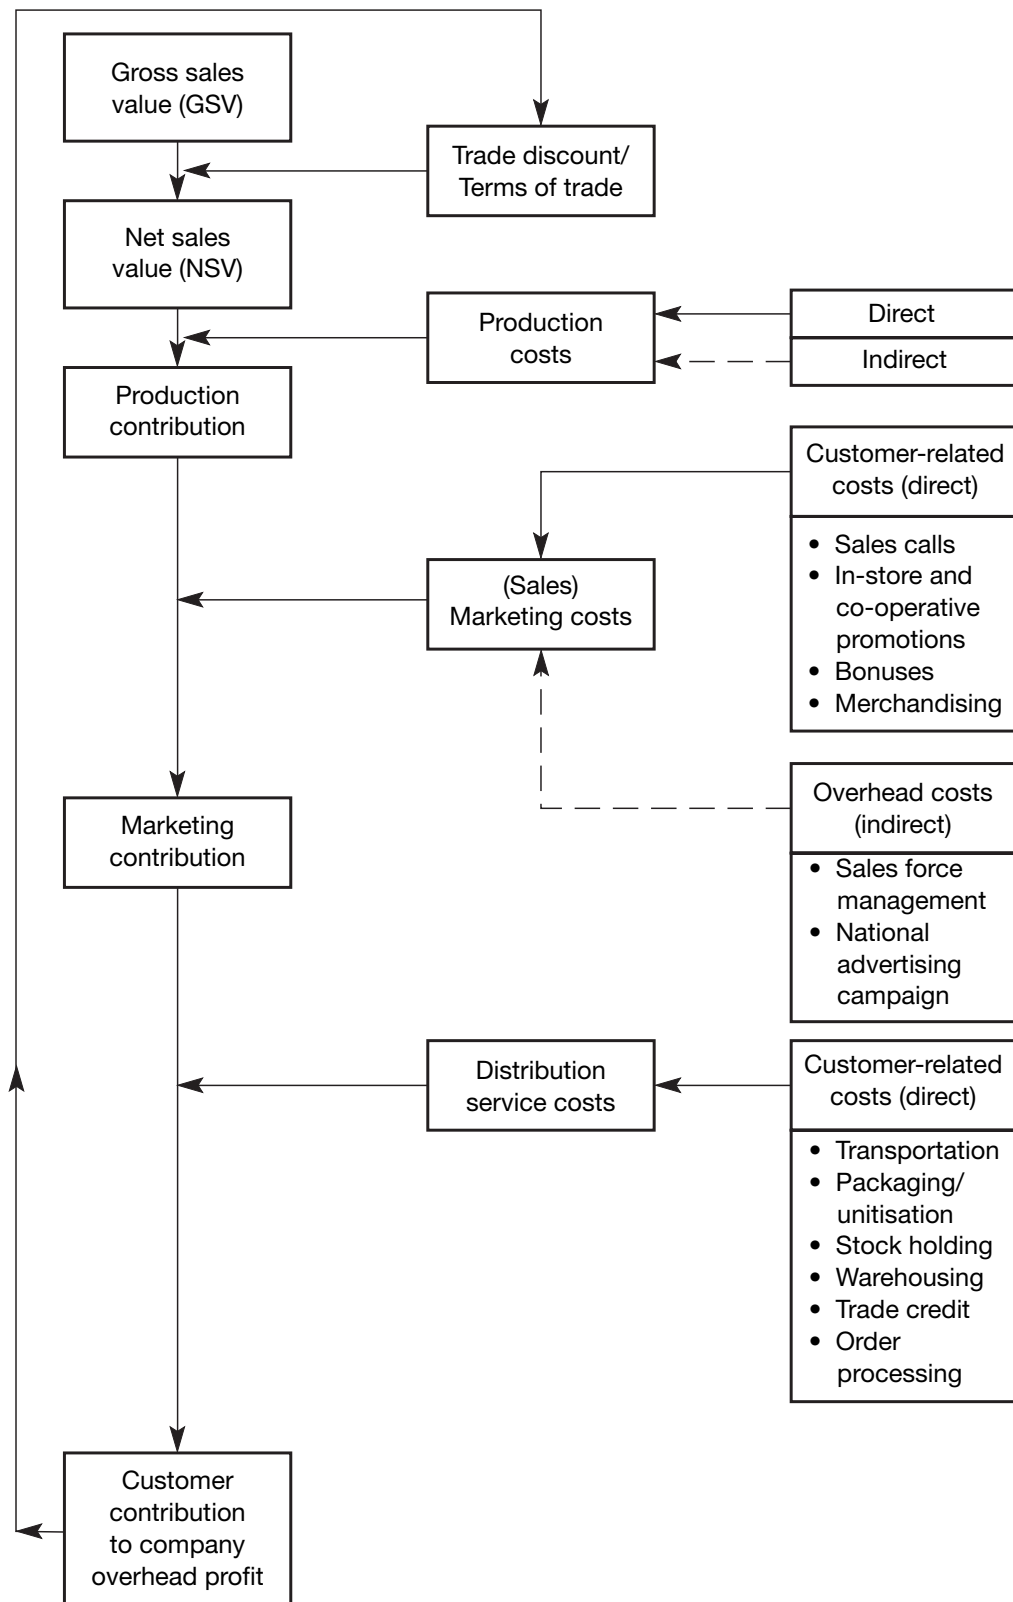 Gross sales
value (GSV)
Trade discount/
Terms of trade
Net sales
value (NSV)
Production
costs
Direct
Indirect
Production
contribution
Customer-related
costs (direct)
• Sales calls
• In-store and
co-operative
promotions
• Bonuses
• Merchandising
(Sales)
Marketing costs
Marketing
contribution
Overhead costs
(indirect)
• Sales force
management
• National
advertising
campaign
Distribution
service costs
Customer-related
costs (direct)
• Transportation
• Packaging/
unitisation
• Stock holding
• Warehousing
• Trade credit
• Order
processing
Customer
contribution
to company
overhead profit